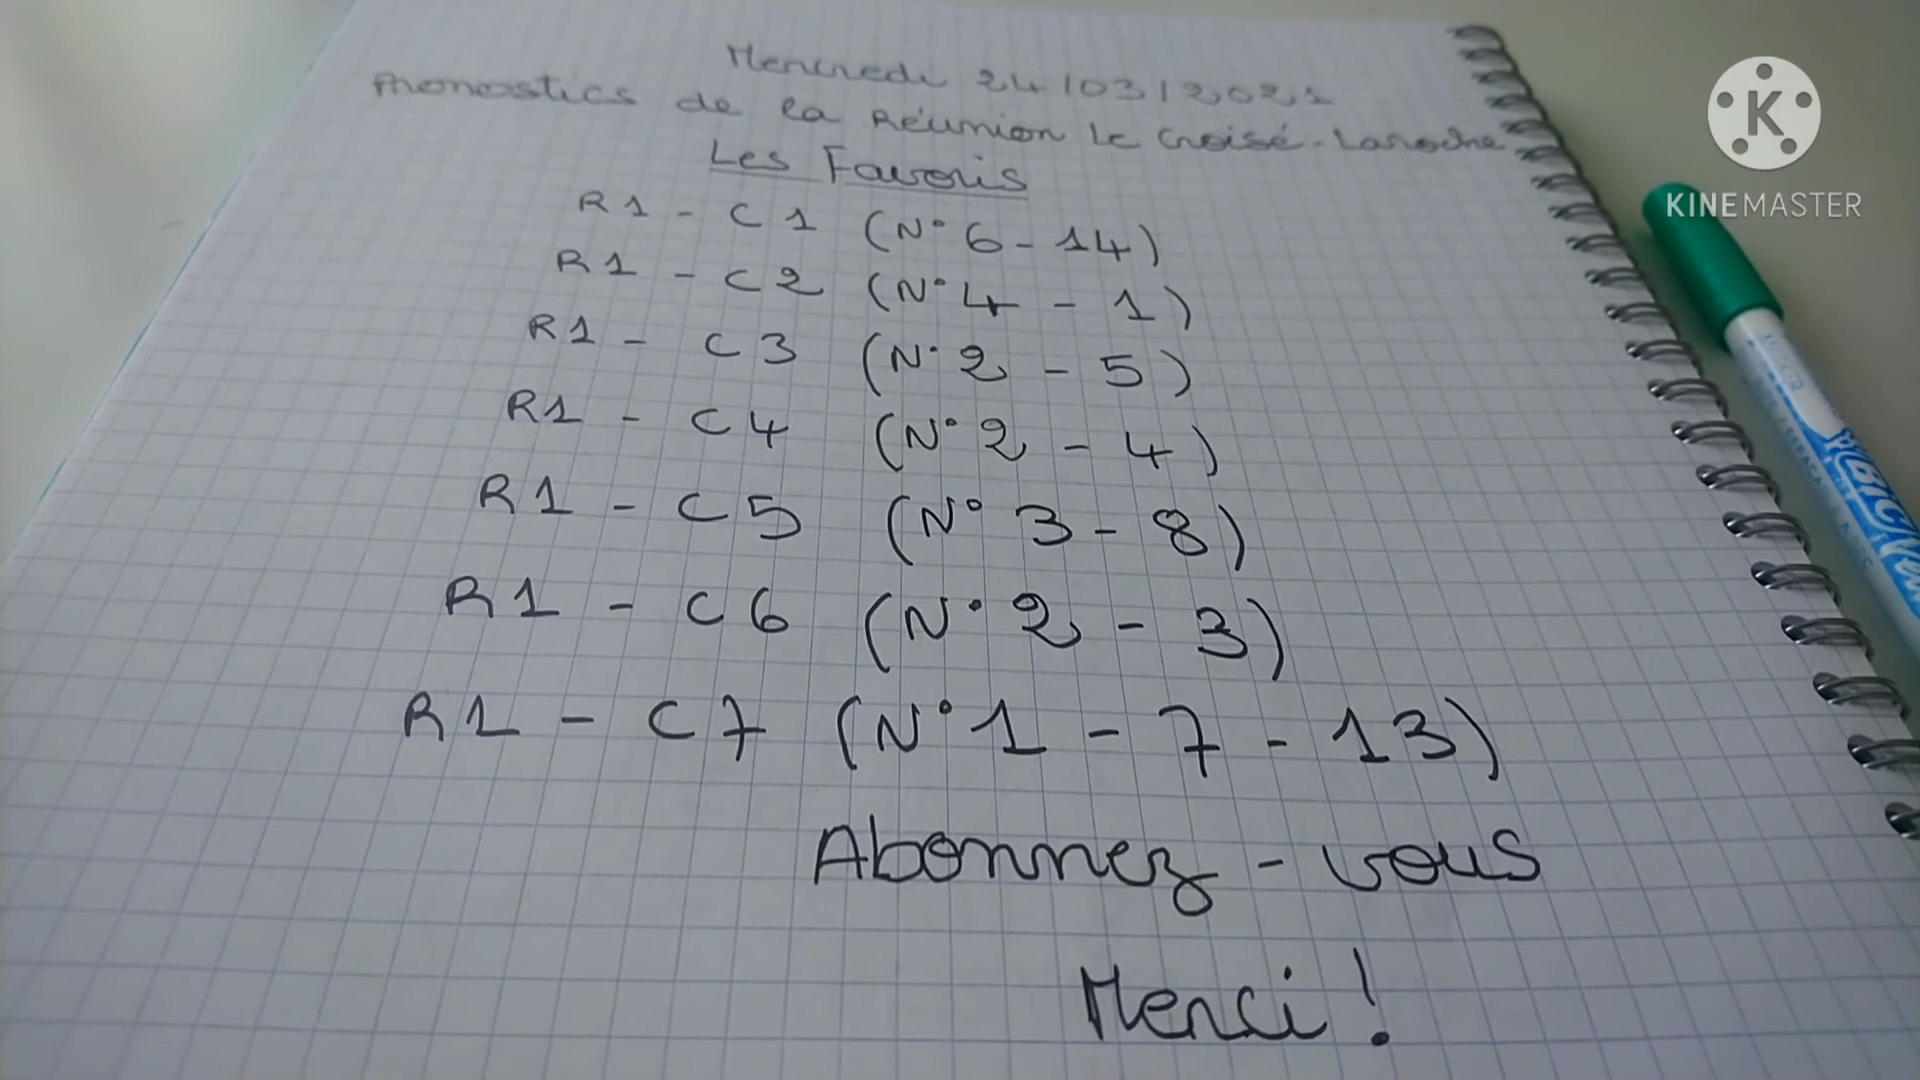 Mercredi 24/03/2021
Pronostics de la Réunion Le Croisé-Laroche
Les Favoris
R1 - C1 (N° 6 - 14)
R1 - C2 (N° 4 - 1)
R1 - C3 (N° 2 - 5)
R1 - C4 (N° 2 - 4)
R1 - C5 (N° 3 - 8)
R1 - C6 (N° 2 - 3)
R1 - C7 (N° 1 - 7 - 13)
Abonnez-vous
Merci !
K
KINEMASTER
BIC Vel